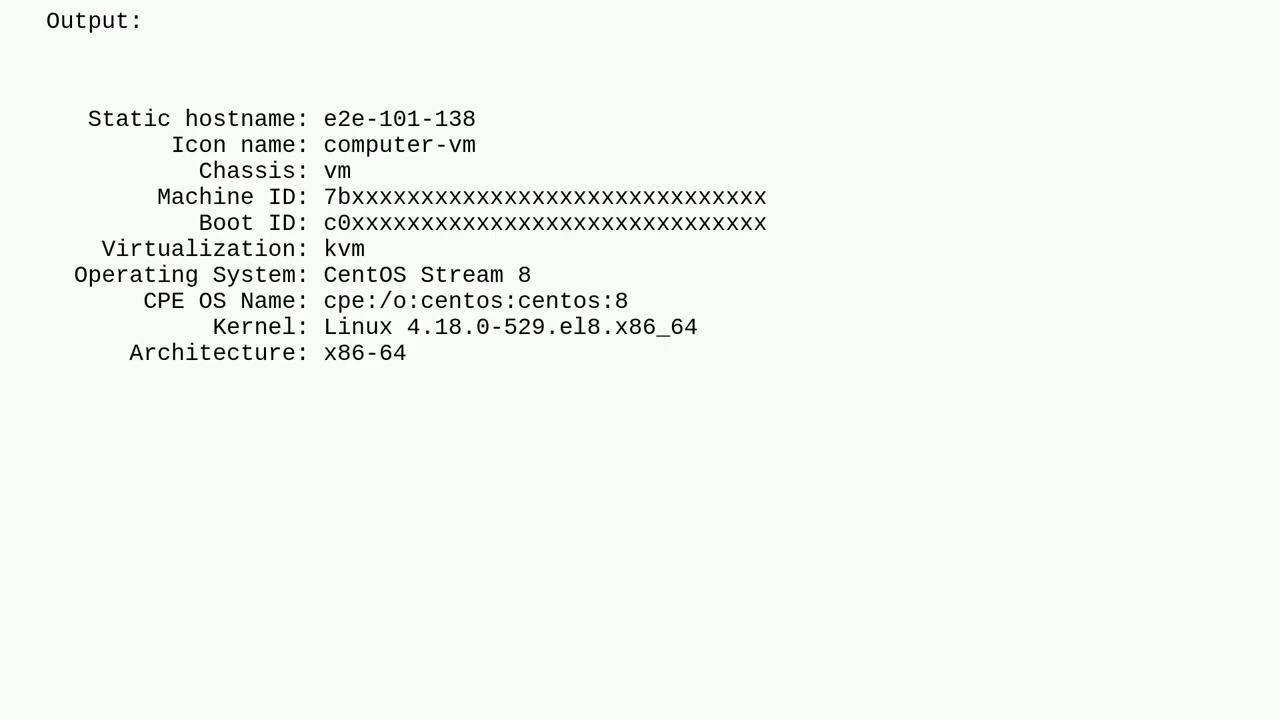 Output:
Static hostname: e2e-101-138
Icon name: computer-vm
Chassis: vm
Machine ID: 7bxxxxxxxxxxxxxxxxxxxxxxxxxxxxxx
Boot ID: c0xxxxxxxxxxxxxxxxxxxxxxxxxxxxxx
Virtualization: kvm
Operating System: CentOS Stream 8
CPE OS Name: cpe:/o:centos:centos:8
Kernel: Linux 4.18.0-529.el8.x86_64
Architecture: x86-64